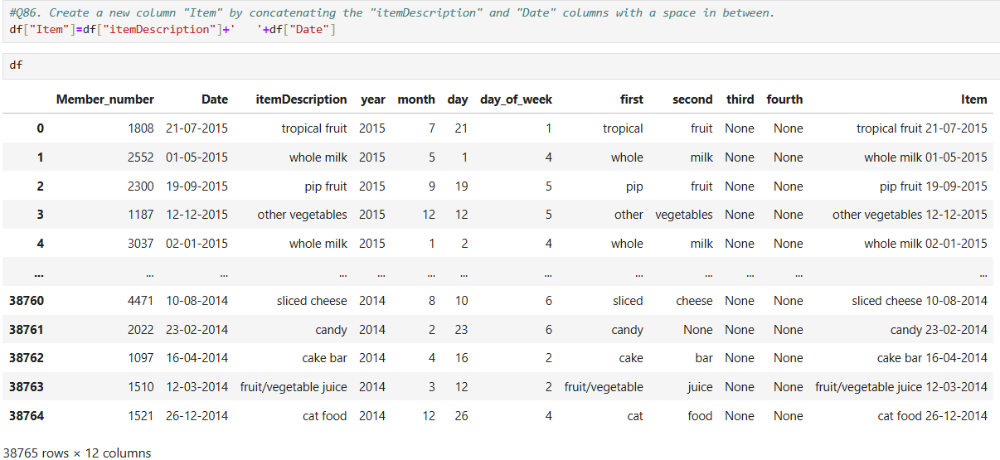 #Q86. Create a new column "Item" by concatenating the "itemDescription" and "Date" columns with a space in between.
df["Item"]=df["itemDescription"]+'   '+df["Date"]
df
Member_number Date itemDescription year month day day_of_week first second third fourth Item
0 1808 21-07-2015 tropical fruit 2015 7 21 1 tropical fruit None None tropical fruit 21-07-2015
1 2552 01-05-2015 whole milk 2015 5 1 4 whole milk None None whole milk 01-05-2015
2 2300 19-09-2015 pip fruit 2015 9 19 5 pip fruit None None pip fruit 19-09-2015
3 1187 12-12-2015 other vegetables 2015 12 12 5 other vegetables None None other vegetables 12-12-2015
4 3037 02-01-2015 whole milk 2015 1 2 4 whole milk None None whole milk 02-01-2015
... ... ... ... ... ... ... ... ... ... ... ... ...
38760 4471 10-08-2014 sliced cheese 2014 8 10 6 sliced cheese None None sliced cheese 10-08-2014
38761 2022 23-02-2014 candy 2014 2 23 6 candy None None None candy 23-02-2014
38762 1097 16-04-2014 cake bar 2014 4 16 2 cake bar None None cake bar 16-04-2014
38763 1510 12-03-2014 fruit/vegetable juice 2014 3 12 2 fruit/vegetable juice None None fruit/vegetable juice 12-03-2014
38764 1521 26-12-2014 cat food 2014 12 26 4 cat food None None cat food 26-12-2014
38765 rows × 12 columns